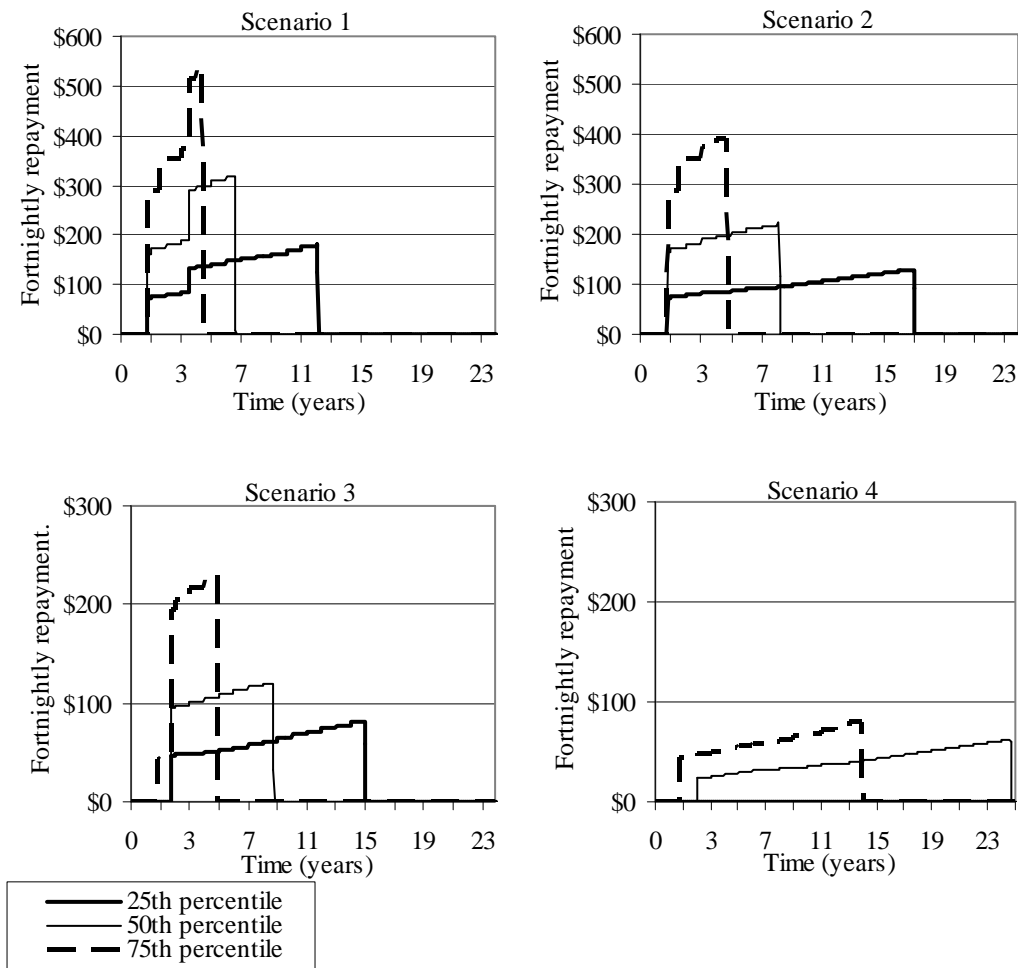 Scenario 1
$600
$500
$400
$300
$200
$100
$0
Fortnightly repayment
0 3 7 11 15 19 23
Time (years)
Scenario 2
$600
$500
$400
$300
$200
$100
$0
Fortnightly repayment
0 3 7 11 15 19 23
Time (years)
Scenario 3
$300
$200
$100
$0
Fortnightly repayment.
0 3 7 11 15 19 23
Time (years)
Scenario 4
$300
$200
$100
$0
Fortnightly repayment
0 3 7 11 15 19 23
Time (years)
25th percentile
50th percentile
75th percentile